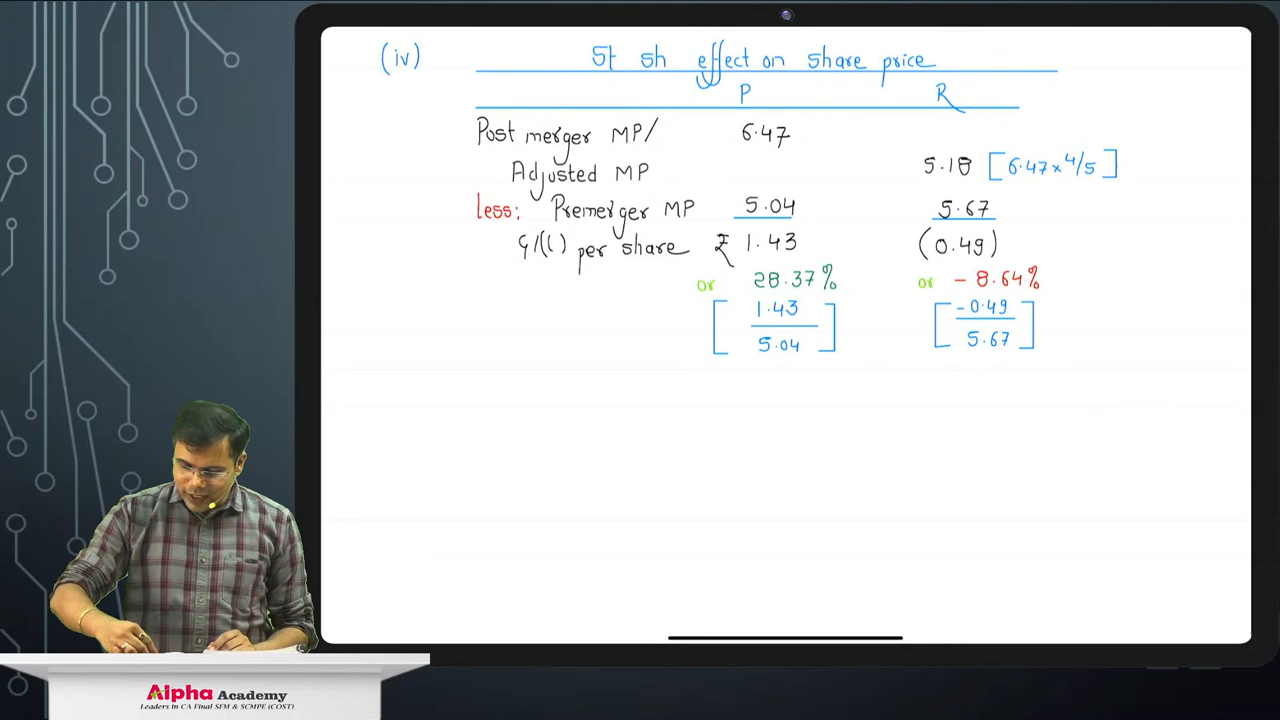 (iv) St sh effect on share price
P R
Post merger MP/ 6.47
Adjusted MP 5.18 [6.47×4/5]
less: Premerger MP 5.04 5.67
G/(L) per share ₹ 1.43 (0.49)
or 28.37% or - 8.64%
[1.43/5.04] [-0.49/5.67]
Alpha Academy
Leaders in CA Final SFM & SCMPE (COST)